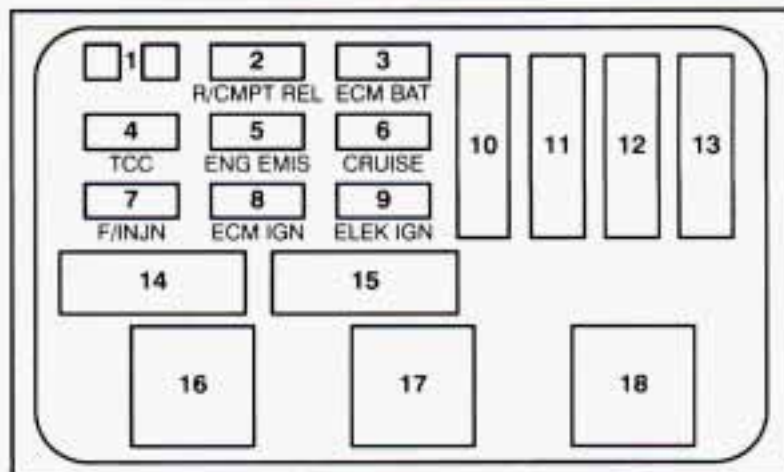 1 2 3
R/CMPT REL ECM BAT
4 5 6
TCC ENG EMIS CRUISE
10 11 12 13
7 8 9
F/INJN ECM IGN ELEK IGN
14 15
16 17 18